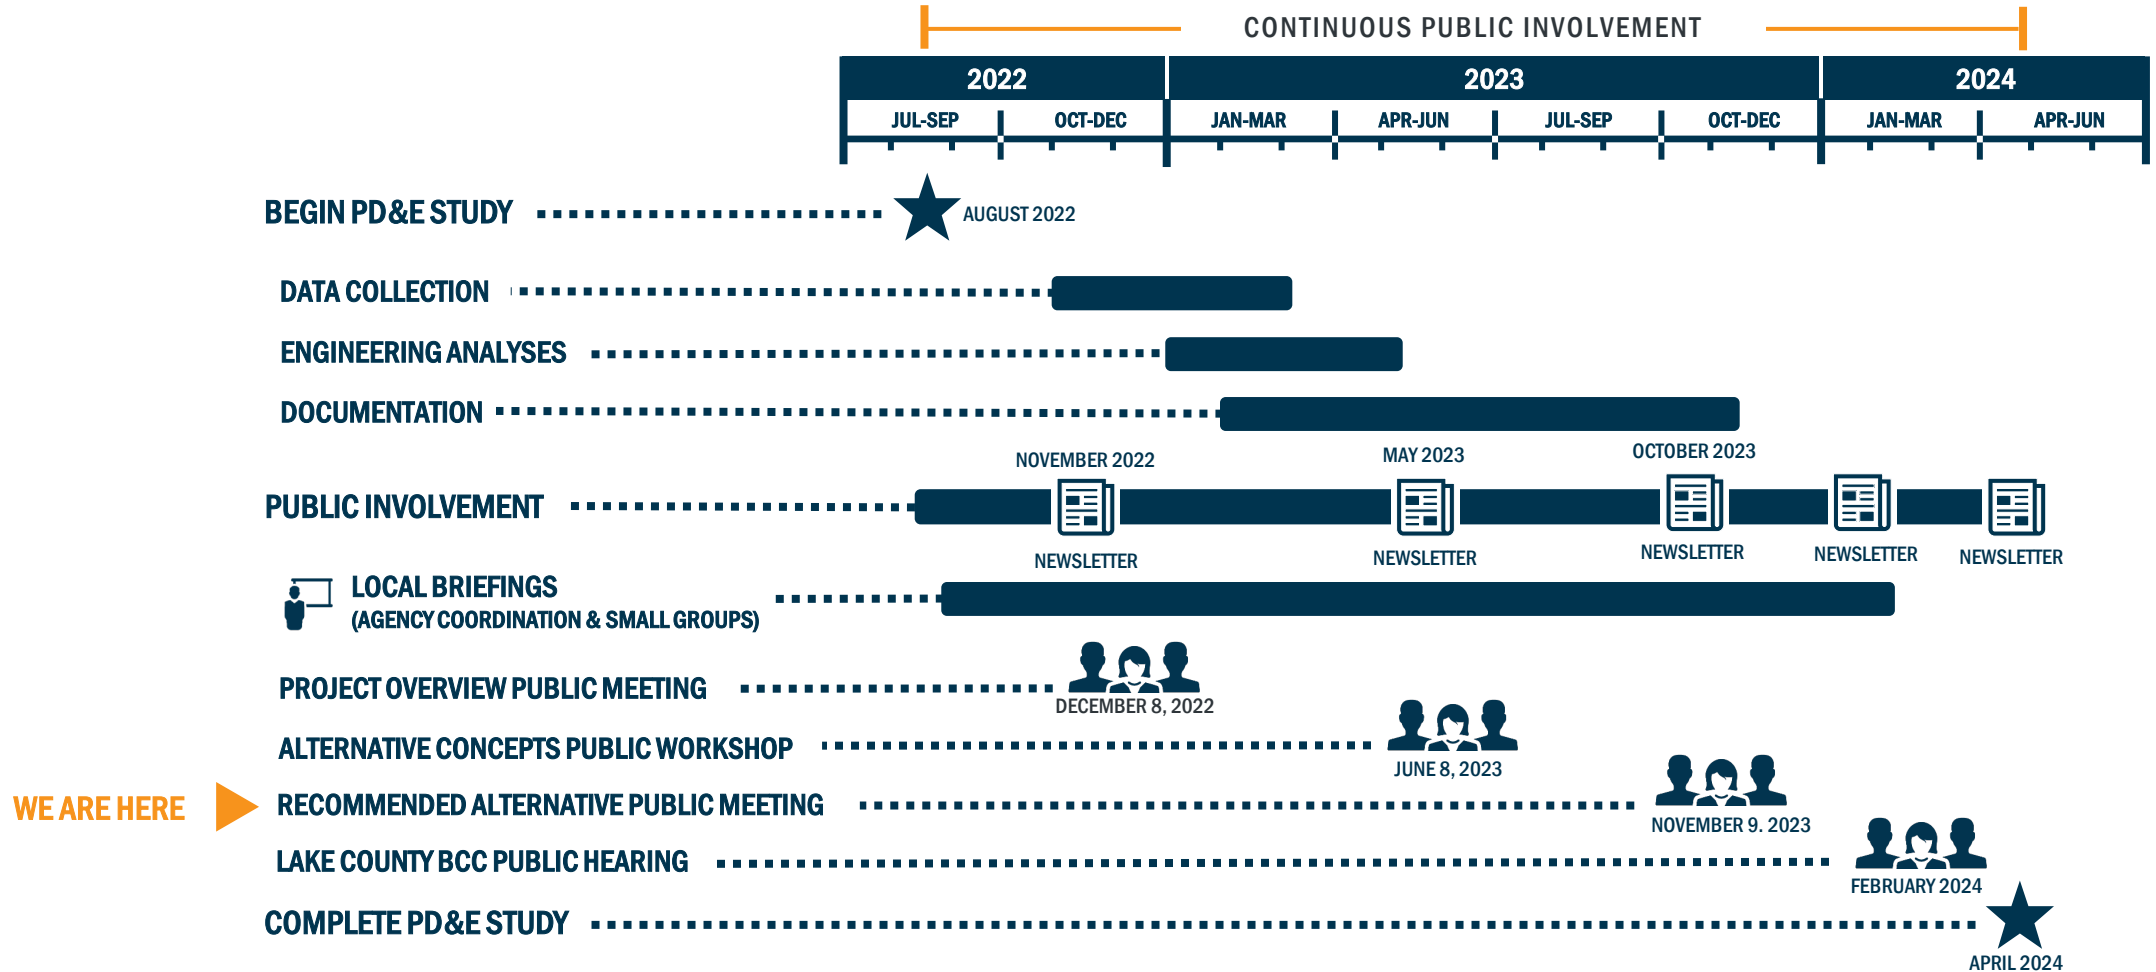 CONTINUOUS PUBLIC INVOLVEMENT
2022 2023 2024
JUL-SEP OCT-DEC JAN-MAR APR-JUN JUL-SEP OCT-DEC JAN-MAR APR-JUN
BEGIN PD&E STUDY AUGUST 2022
DATA COLLECTION
ENGINEERING ANALYSES
DOCUMENTATION
NOVEMBER 2022 MAY 2023 OCTOBER 2023
PUBLIC INVOLVEMENT
NEWSLETTER NEWSLETTER NEWSLETTER NEWSLETTER NEWSLETTER
LOCAL BRIEFINGS
(AGENCY COORDINATION & SMALL GROUPS)
PROJECT OVERVIEW PUBLIC MEETING
DECEMBER 8, 2022
ALTERNATIVE CONCEPTS PUBLIC WORKSHOP
JUNE 8, 2023
WE ARE HERE RECOMMENDED ALTERNATIVE PUBLIC MEETING
NOVEMBER 9. 2023
LAKE COUNTY BCC PUBLIC HEARING
FEBRUARY 2024
COMPLETE PD&E STUDY
APRIL 2024